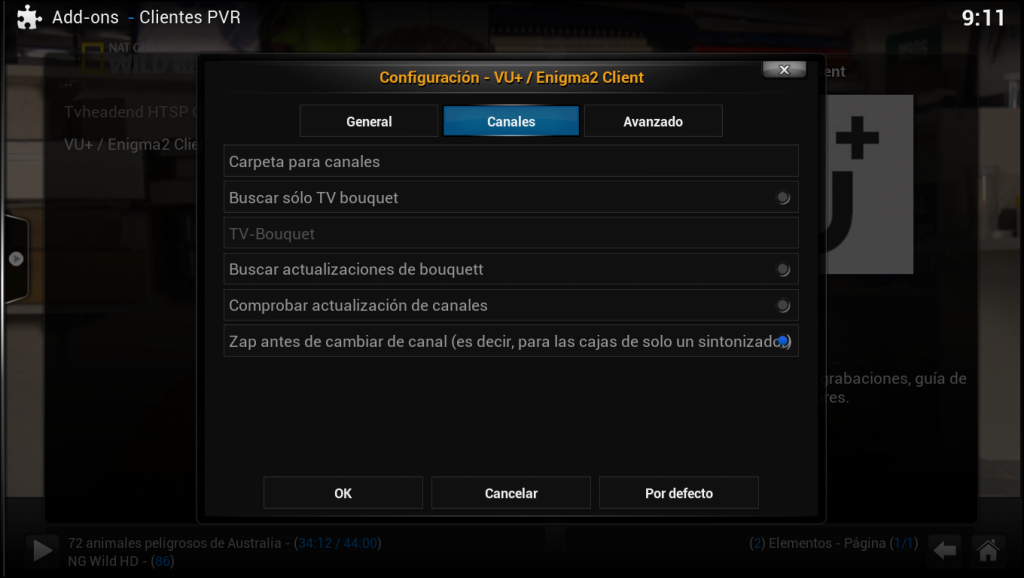 Add-ons - Clientes PVR
9:11
NAT GEO
WILD
Configuración - VU+ / Enigma2 Client
x
ent
Tvheadend HTSP C
General
Canales
Avanzado
VU+ / Enigma2 Clie
Carpeta para canales
Buscar sólo TV bouquet
TV-Bouquet
Buscar actualizaciones de bouquett
Comprobar actualización de canales
Zap antes de cambiar de canal (es decir, para las cajas de solo un sintonizador)
grabaciones, guía de
res.
OK
Cancelar
Por defecto
72 animales peligrosos de Australia - (34:12 / 44:00)
(2) Elementos - Página (1/1)
NG Wild HD - (86)